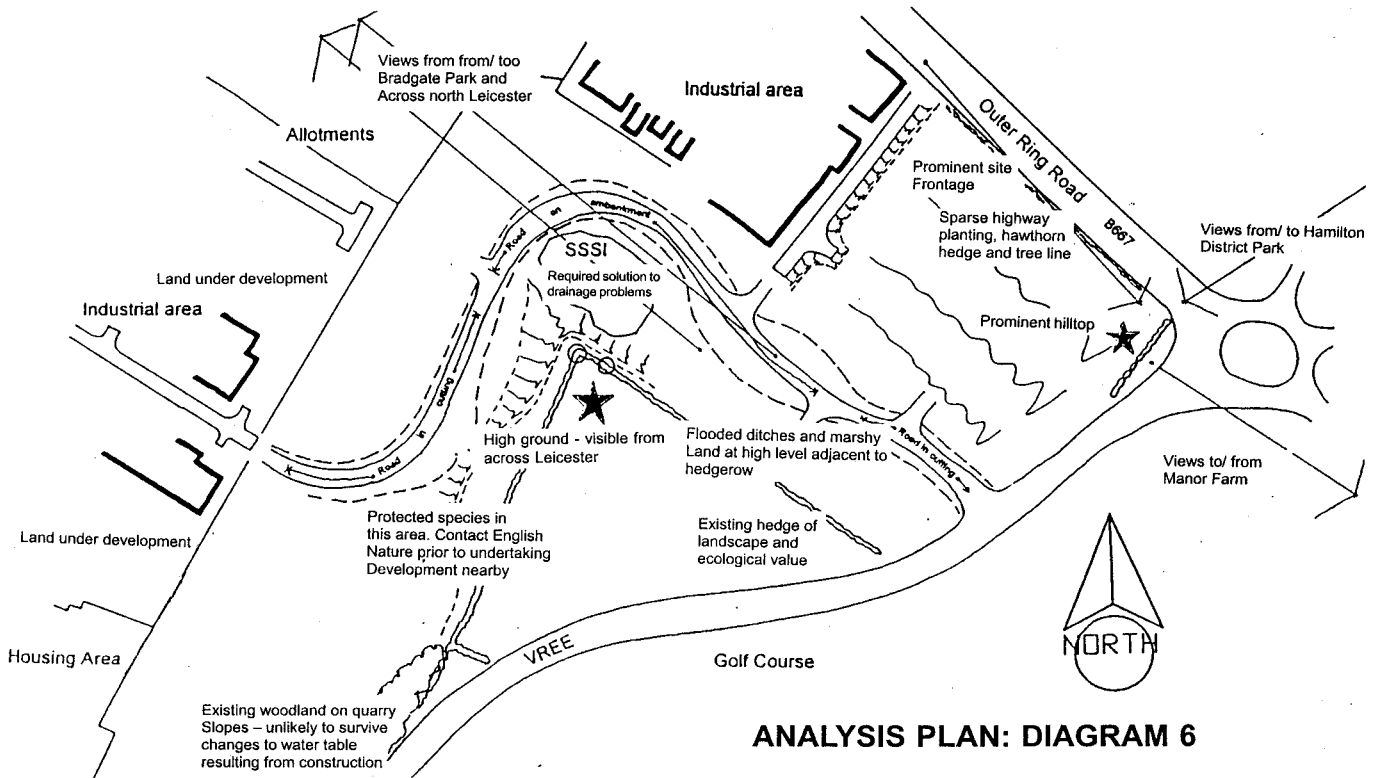 Views from from/ too
Bradgate Park and
Across north Leicester
Allotments
Industrial area
Outer Ring Road
B667
Prominent site
Frontage
Sparse highway
planting, hawthorn
hedge and tree line
Views from/ to Hamilton
District Park
Road on embankment
SSSI
Required solution to
drainage problems
Land under development
Industrial area
Prominent hilltop
Road in cutting
High ground - visible from
across Leicester
Flooded ditches and marshy
Land at high level adjacent to
hedgerow
Road in cutting
Views to/ from
Manor Farm
Protected species in
this area. Contact English
Nature prior to undertaking
Development nearby
Existing hedge of
landscape and
ecological value
Land under development
Housing Area
VREE
Golf Course
NORTH
Existing woodland on quarry
Slopes – unlikely to survive
changes to water table
resulting from construction
ANALYSIS PLAN: DIAGRAM 6